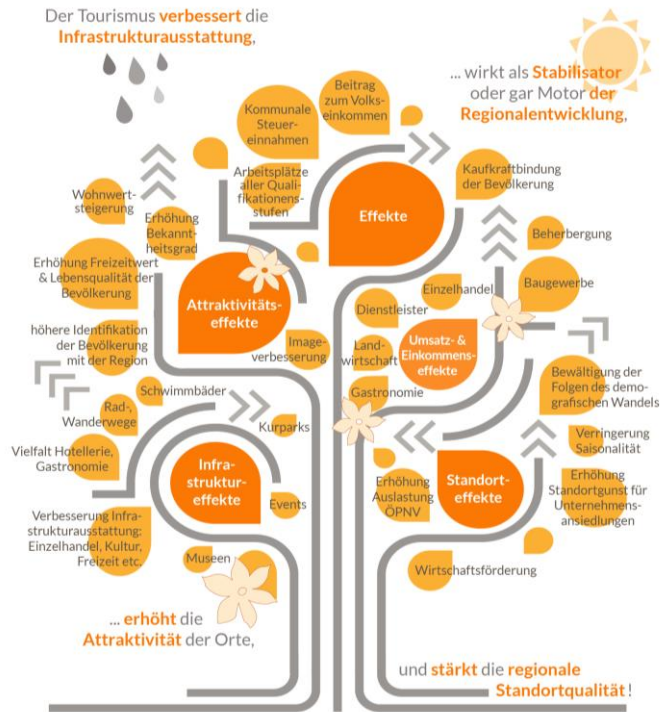 Der Tourismus verbessert die
Infrastrukturausstattung,
... wirkt als Stabilisator
oder gar Motor der
Regionalentwicklung,
Beitrag
zum Volks-
einkommen
Kommunale
Steuer-
einnahmen
Arbeitsplätze
aller Quali-
fikationens-
stufen
Effekte
Kaufkraftbindung
der Bevölkerung
Wohnwert-
steigerung
Erhöhung
Bekannt-
heitsgrad
Erhöhung Freizeitwert
& Lebensqualität der
Bevölkerung
Attraktivitäts-
effekte
höhere Identifikation
der Bevölkerung
mit der Region
Image-
verbesserung
Beherbergung
Einzelhandel
Baugewerbe
Dienstleister
Land-
wirtschaft
Umsatz- &
Einkommens-
effekte
Gastronomie
Bewältigung der
Folgen des demo-
grafischen Wandels
Schwimmbäder
Rad-,
Wanderwege
Kurparks
Vielfalt Hotellerie,
Gastronomie
Infra-
struktur-
effekte
Events
Verringerung
Saisonalität
Erhöhung
Auslastung
ÖPNV
Standort-
effekte
Erhöhung
Standortgunst für
Unternehmens-
ansiedlungen
Verbesserung Infra-
strukturausstattung:
Einzelhandel, Kultur,
Freizeit etc.
Museen
Wirtschaftsförderung
... erhöht die
Attraktivität der Orte,
und stärkt die regionale
Standortqualität!